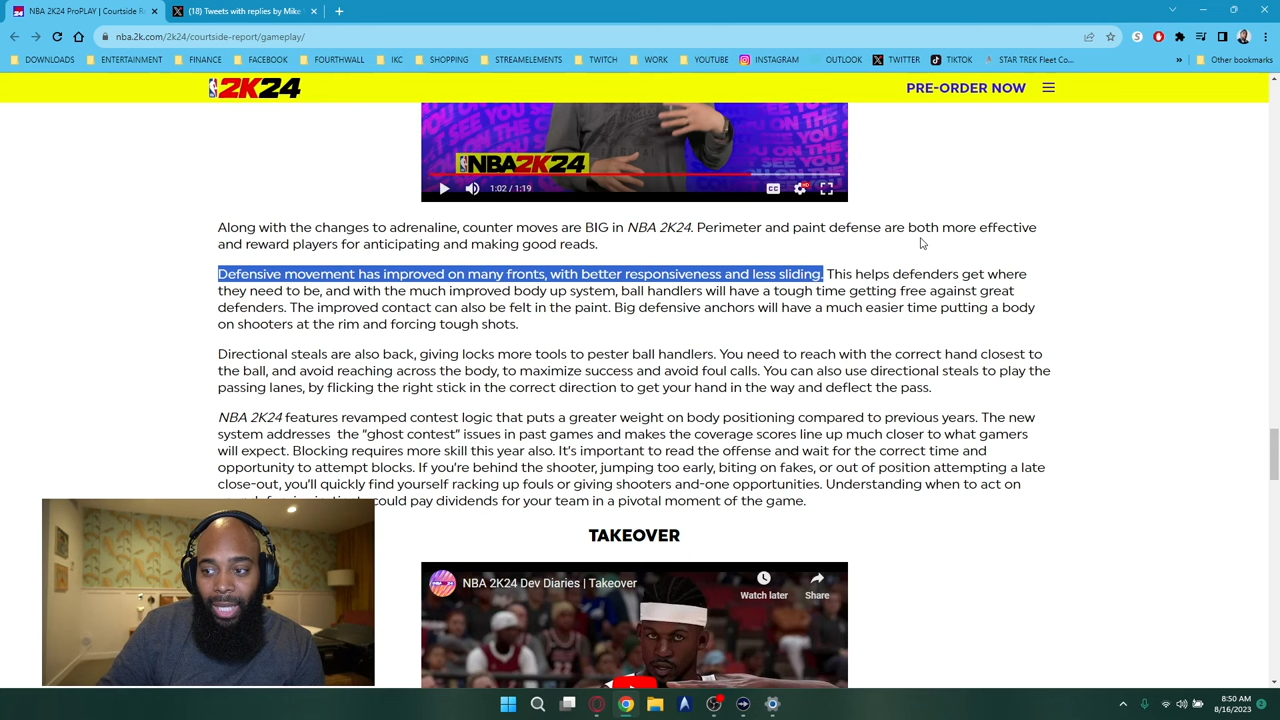 NBA 2K24 ProPLAY | Courtside R
(18) Tweets with replies by Mike
nba.2k.com/2k24/courtside-report/gameplay/
DOWNLOADS ENTERTAINMENT FINANCE FACEBOOK FOURTHWALL IKC SHOPPING STREAMELEMENTS TWITCH WORK YOUTUBE INSTAGRAM OUTLOOK TWITTER TIKTOK STAR TREK Fleet Co... » Other bookmarks
2K24
PRE-ORDER NOW
NBA2K24
1:02 / 1:19
CC
HD
Along with the changes to adrenaline, counter moves are BIG in NBA 2K24. Perimeter and paint defense are both more effective
and reward players for anticipating and making good reads.
Defensive movement has improved on many fronts, with better responsiveness and less sliding. This helps defenders get where
they need to be, and with the much improved body up system, ball handlers will have a tough time getting free against great
defenders. The improved contact can also be felt in the paint. Big defensive anchors will have a much easier time putting a body
on shooters at the rim and forcing tough shots.
Directional steals are also back, giving locks more tools to pester ball handlers. You need to reach with the correct hand closest to
the ball, and avoid reaching across the body, to maximize success and avoid foul calls. You can also use directional steals to play the
passing lanes, by flicking the right stick in the correct direction to get your hand in the way and deflect the pass.
NBA 2K24 features revamped contest logic that puts a greater weight on body positioning compared to previous years. The new
system addresses the “ghost contest” issues in past games and makes the coverage scores line up much closer to what gamers
will expect. Blocking requires more skill this year also. It’s important to read the offense and wait for the correct time and
opportunity to attempt blocks. If you’re behind the shooter, jumping too early, biting on fakes, or out of position attempting a late
close-out, you’ll quickly find yourself racking up fouls or giving shooters and-one opportunities. Understanding when to act on
could pay dividends for your team in a pivotal moment of the game.
TAKEOVER
NBA 2K24 Dev Diaries | Takeover
Watch later
Share
8:50 AM
8/16/2023